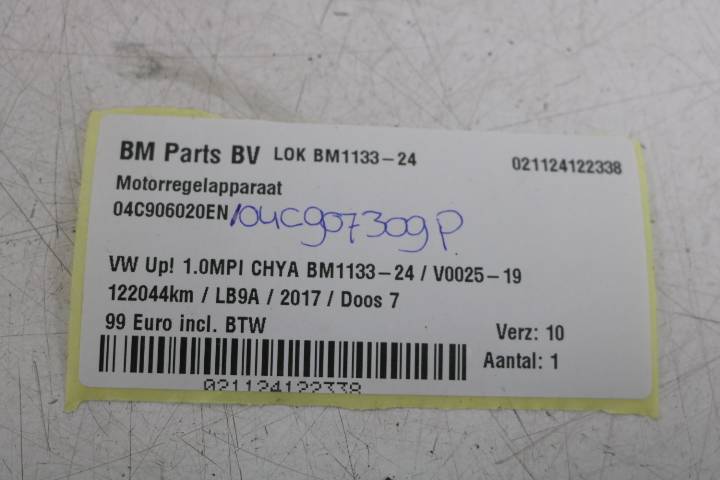 BM Parts BV LOK BM1133-24 021124122338
Motorregelapparaat
04C906020EN/04C907309P
VW Up! 1.0MPI CHYA BM1133-24 / V0025-19
122044km / LB9A / 2017 / Doos 7
99 Euro incl. BTW Verz: 10
Aantal: 1
021124122338